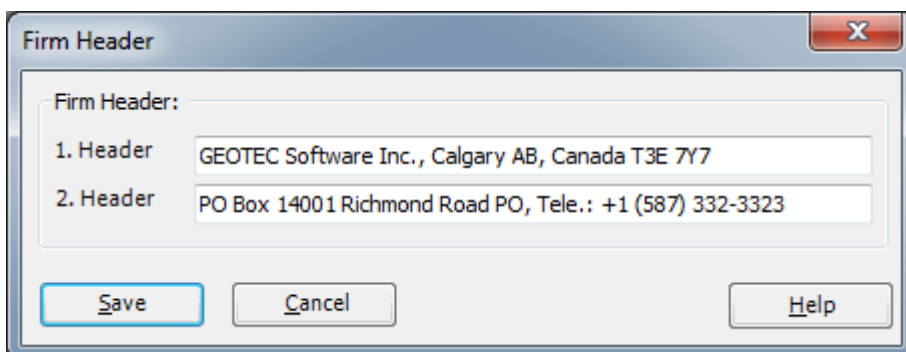 Firm Header
Firm Header:
1. Header GEOTEC Software Inc., Calgary AB, Canada T3E 7Y7
2. Header PO Box 14001 Richmond Road PO, Tele.: +1 (587) 332-3323
Save Cancel Help